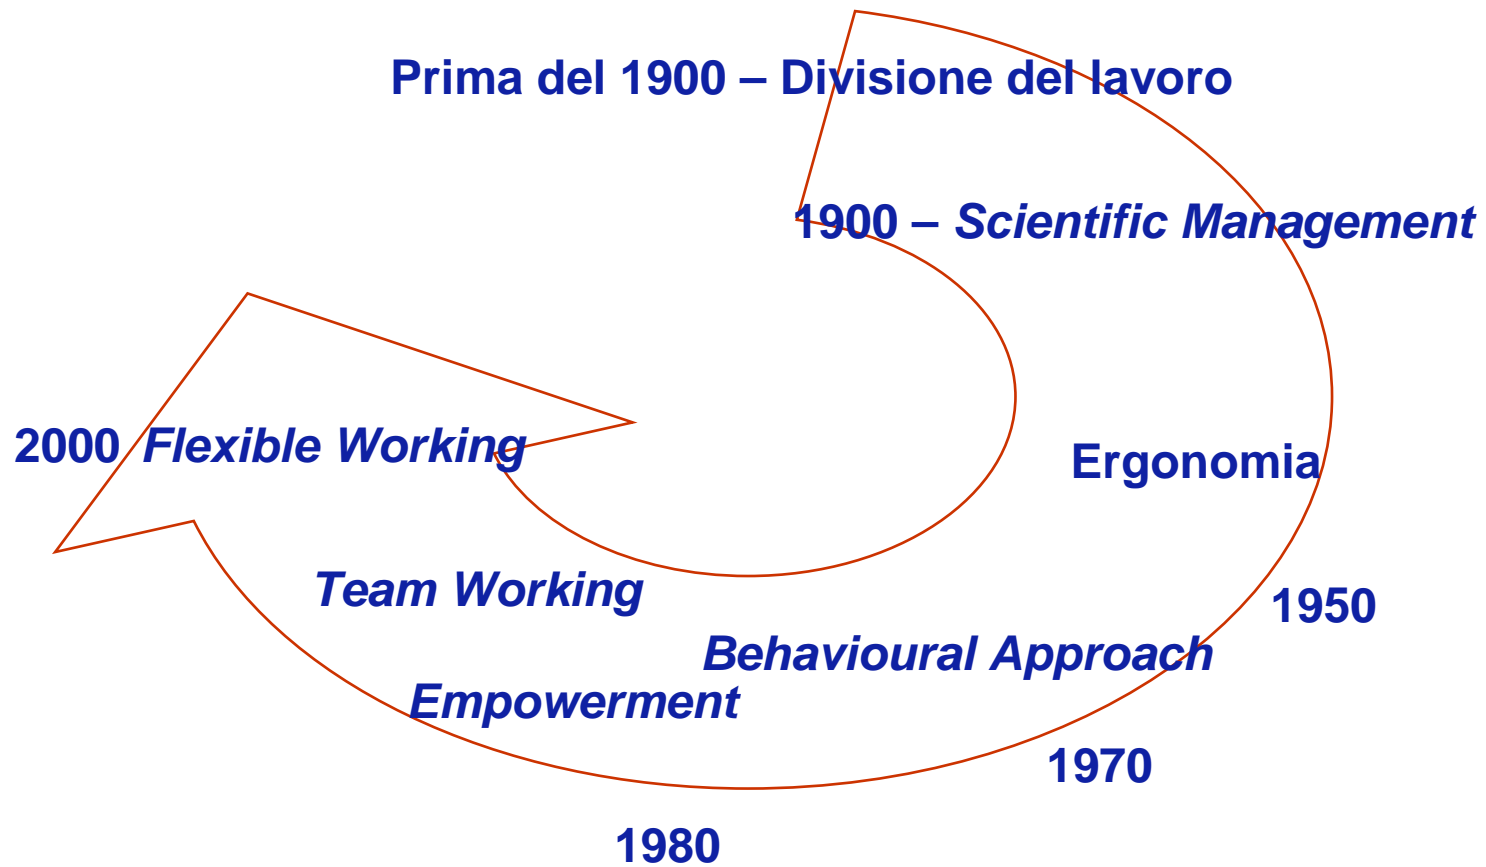 Prima del 1900 – Divisione del lavoro
1900 – Scientific Management
2000 Flexible Working
Ergonomia
Team Working
1950
Behavioural Approach
Empowerment
1970
1980